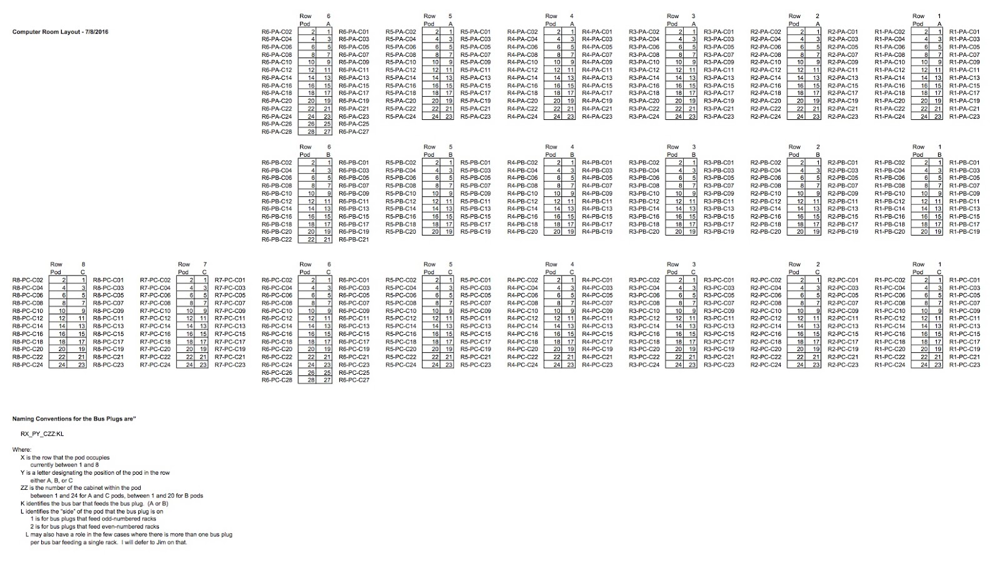 Row 6 Row 5 Row 4 Row 3 Row 2 Row 1
Pod A Pod A Pod A Pod A Pod A Pod A
Computer Room Layout - 7/8/2016 R6-PA-C02 2 1 R6-PA-C01 R5-PA-C02 2 1 R5-PA-C01 R4-PA-C02 2 1 R4-PA-C01 R3-PA-C02 2 1 R3-PA-C01 R2-PA-C02 2 1 R2-PA-C01 R1-PA-C02 2 1 R1-PA-C01
R6-PA-C04 4 3 R6-PA-C03 R5-PA-C04 4 3 R5-PA-C03 R4-PA-C04 4 3 R4-PA-C03 R3-PA-C04 4 3 R3-PA-C03 R2-PA-C04 4 3 R2-PA-C03 R1-PA-C04 4 3 R1-PA-C03
R6-PA-C06 6 5 R6-PA-C05 R5-PA-C06 6 5 R5-PA-C05 R4-PA-C06 6 5 R4-PA-C05 R3-PA-C06 6 5 R3-PA-C05 R2-PA-C06 6 5 R2-PA-C05 R1-PA-C06 6 5 R1-PA-C05
R6-PA-C08 8 7 R6-PA-C07 R5-PA-C08 8 7 R5-PA-C07 R4-PA-C08 8 7 R4-PA-C07 R3-PA-C08 8 7 R3-PA-C07 R2-PA-C08 8 7 R2-PA-C07 R1-PA-C08 8 7 R1-PA-C07
R6-PA-C10 10 9 R6-PA-C09 R5-PA-C10 10 9 R5-PA-C09 R4-PA-C10 10 9 R4-PA-C09 R3-PA-C10 10 9 R3-PA-C09 R2-PA-C10 10 9 R2-PA-C09 R1-PA-C10 10 9 R1-PA-C09
R6-PA-C12 12 11 R6-PA-C11 R5-PA-C12 12 11 R5-PA-C11 R4-PA-C12 12 11 R4-PA-C11 R3-PA-C12 12 11 R3-PA-C11 R2-PA-C12 12 11 R2-PA-C11 R1-PA-C12 12 11 R1-PA-C11
R6-PA-C14 14 13 R6-PA-C13 R5-PA-C14 14 13 R5-PA-C13 R4-PA-C14 14 13 R4-PA-C13 R3-PA-C14 14 13 R3-PA-C13 R2-PA-C14 14 13 R2-PA-C13 R1-PA-C14 14 13 R1-PA-C13
R6-PA-C16 16 15 R6-PA-C15 R5-PA-C16 16 15 R5-PA-C15 R4-PA-C16 16 15 R4-PA-C15 R3-PA-C16 16 15 R3-PA-C15 R2-PA-C16 16 15 R2-PA-C15 R1-PA-C16 16 15 R1-PA-C15
R6-PA-C18 18 17 R6-PA-C17 R5-PA-C18 18 17 R5-PA-C17 R4-PA-C18 18 17 R4-PA-C17 R3-PA-C18 18 17 R3-PA-C17 R2-PA-C18 18 17 R2-PA-C17 R1-PA-C18 18 17 R1-PA-C17
R6-PA-C20 20 19 R6-PA-C19 R5-PA-C20 20 19 R5-PA-C19 R4-PA-C20 20 19 R4-PA-C19 R3-PA-C20 20 19 R3-PA-C19 R2-PA-C20 20 19 R2-PA-C19 R1-PA-C20 20 19 R1-PA-C19
R6-PA-C22 22 21 R6-PA-C21 R5-PA-C22 22 21 R5-PA-C21 R4-PA-C22 22 21 R4-PA-C21 R3-PA-C22 22 21 R3-PA-C21 R2-PA-C22 22 21 R2-PA-C21 R1-PA-C22 22 21 R1-PA-C21
R6-PA-C24 24 23 R6-PA-C23 R5-PA-C24 24 23 R5-PA-C23 R4-PA-C24 24 23 R4-PA-C23 R3-PA-C24 24 23 R3-PA-C23 R2-PA-C24 24 23 R2-PA-C23 R1-PA-C24 24 23 R1-PA-C23
R6-PA-C26 26 25 R6-PA-C25
R6-PA-C28 28 27 R6-PA-C27
Row 6 Row 5 Row 4 Row 3 Row 2 Row 1
Pod B Pod B Pod B Pod B Pod B Pod B
R6-PB-C02 2 1 R6-PB-C01 R5-PB-C02 2 1 R5-PB-C01 R4-PB-C02 2 1 R4-PB-C01 R3-PB-C02 2 1 R3-PB-C01 R2-PB-C02 2 1 R2-PB-C01 R1-PB-C02 2 1 R1-PB-C01
R6-PB-C04 4 3 R6-PB-C03 R5-PB-C04 4 3 R5-PB-C03 R4-PB-C04 4 3 R4-PB-C03 R3-PB-C04 4 3 R3-PB-C03 R2-PB-C04 4 3 R2-PB-C03 R1-PB-C04 4 3 R1-PB-C03
R6-PB-C06 6 5 R6-PB-C05 R5-PB-C06 6 5 R5-PB-C05 R4-PB-C06 6 5 R4-PB-C05 R3-PB-C06 6 5 R3-PB-C05 R2-PB-C06 6 5 R2-PB-C05 R1-PB-C06 6 5 R1-PB-C05
R6-PB-C08 8 7 R6-PB-C07 R5-PB-C08 8 7 R5-PB-C07 R4-PB-C08 8 7 R4-PB-C07 R3-PB-C08 8 7 R3-PB-C07 R2-PB-C08 8 7 R2-PB-C07 R1-PB-C08 8 7 R1-PB-C07
R6-PB-C10 10 9 R6-PB-C09 R5-PB-C10 10 9 R5-PB-C09 R4-PB-C10 10 9 R4-PB-C09 R3-PB-C10 10 9 R3-PB-C09 R2-PB-C10 10 9 R2-PB-C09 R1-PB-C10 10 9 R1-PB-C09
R6-PB-C12 12 11 R6-PB-C11 R5-PB-C12 12 11 R5-PB-C11 R4-PB-C12 12 11 R4-PB-C11 R3-PB-C12 12 11 R3-PB-C11 R2-PB-C12 12 11 R2-PB-C11 R1-PB-C12 12 11 R1-PB-C11
R6-PB-C14 14 13 R6-PB-C13 R5-PB-C14 14 13 R5-PB-C13 R4-PB-C14 14 13 R4-PB-C13 R3-PB-C14 14 13 R3-PB-C13 R2-PB-C14 14 13 R2-PB-C13 R1-PB-C14 14 13 R1-PB-C13
R6-PB-C16 16 15 R6-PB-C15 R5-PB-C16 16 15 R5-PB-C15 R4-PB-C16 16 15 R4-PB-C15 R3-PB-C16 16 15 R3-PB-C15 R2-PB-C16 16 15 R2-PB-C15 R1-PB-C16 16 15 R1-PB-C15
R6-PB-C18 18 17 R6-PB-C17 R5-PB-C18 18 17 R5-PB-C17 R4-PB-C18 18 17 R4-PB-C17 R3-PB-C18 18 17 R3-PB-C17 R2-PB-C18 18 17 R2-PB-C17 R1-PB-C18 18 17 R1-PB-C17
R6-PB-C20 20 19 R6-PB-C19 R5-PB-C20 20 19 R5-PB-C19 R4-PB-C20 20 19 R4-PB-C19 R3-PB-C20 20 19 R3-PB-C19 R2-PB-C20 20 19 R2-PB-C19 R1-PB-C20 20 19 R1-PB-C19
R6-PB-C22 22 21 R6-PB-C21
Row 8 Row 7 Row 6 Row 5 Row 4 Row 3 Row 2 Row 1
Pod C Pod C Pod C Pod C Pod C Pod C Pod C Pod C
R8-PC-C02 2 1 R8-PC-C01 R7-PC-C02 2 1 R7-PC-C01 R6-PC-C02 2 1 R6-PC-C01 R5-PC-C02 2 1 R5-PC-C01 R4-PC-C02 2 1 R4-PC-C01 R3-PC-C02 2 1 R3-PC-C01 R2-PC-C02 2 1 R2-PC-C01 R1-PC-C02 2 1 R1-PC-C01
R8-PC-C04 4 3 R8-PC-C03 R7-PC-C04 4 3 R7-PC-C03 R6-PC-C04 4 3 R6-PC-C03 R5-PC-C04 4 3 R5-PC-C03 R4-PC-C04 4 3 R4-PC-C03 R3-PC-C04 4 3 R3-PC-C03 R2-PC-C04 4 3 R2-PC-C03 R1-PC-C04 4 3 R1-PC-C03
R8-PC-C06 6 5 R8-PC-C05 R7-PC-C06 6 5 R7-PC-C05 R6-PC-C06 6 5 R6-PC-C05 R5-PC-C06 6 5 R5-PC-C05 R4-PC-C06 6 5 R4-PC-C05 R3-PC-C06 6 5 R3-PC-C05 R2-PC-C06 6 5 R2-PC-C05 R1-PC-C06 6 5 R1-PC-C05
R8-PC-C08 8 7 R8-PC-C07 R7-PC-C08 8 7 R7-PC-C07 R6-PC-C08 8 7 R6-PC-C07 R5-PC-C08 8 7 R5-PC-C07 R4-PC-C08 8 7 R4-PC-C07 R3-PC-C08 8 7 R3-PC-C07 R2-PC-C08 8 7 R2-PC-C07 R1-PC-C08 8 7 R1-PC-C07
R8-PC-C10 10 9 R8-PC-C09 R7-PC-C10 10 9 R7-PC-C09 R6-PC-C10 10 9 R6-PC-C09 R5-PC-C10 10 9 R5-PC-C09 R4-PC-C10 10 9 R4-PC-C09 R3-PC-C10 10 9 R3-PC-C09 R2-PC-C10 10 9 R2-PC-C09 R1-PC-C10 10 9 R1-PC-C09
R8-PC-C12 12 11 R8-PC-C11 R7-PC-C12 12 11 R7-PC-C11 R6-PC-C12 12 11 R6-PC-C11 R5-PC-C12 12 11 R5-PC-C11 R4-PC-C12 12 11 R4-PC-C11 R3-PC-C12 12 11 R3-PC-C11 R2-PC-C12 12 11 R2-PC-C11 R1-PC-C12 12 11 R1-PC-C11
R8-PC-C14 14 13 R8-PC-C13 R7-PC-C14 14 13 R7-PC-C13 R6-PC-C14 14 13 R6-PC-C13 R5-PC-C14 14 13 R5-PC-C13 R4-PC-C14 14 13 R4-PC-C13 R3-PC-C14 14 13 R3-PC-C13 R2-PC-C14 14 13 R2-PC-C13 R1-PC-C14 14 13 R1-PC-C13
R8-PC-C16 16 15 R8-PC-C15 R7-PC-C16 16 15 R7-PC-C15 R6-PC-C16 16 15 R6-PC-C15 R5-PC-C16 16 15 R5-PC-C15 R4-PC-C16 16 15 R4-PC-C15 R3-PC-C16 16 15 R3-PC-C15 R2-PC-C16 16 15 R2-PC-C15 R1-PC-C16 16 15 R1-PC-C15
R8-PC-C18 18 17 R8-PC-C17 R7-PC-C18 18 17 R7-PC-C17 R6-PC-C18 18 17 R6-PC-C17 R5-PC-C18 18 17 R5-PC-C17 R4-PC-C18 18 17 R4-PC-C17 R3-PC-C18 18 17 R3-PC-C17 R2-PC-C18 18 17 R2-PC-C17 R1-PC-C18 18 17 R1-PC-C17
R8-PC-C20 20 19 R8-PC-C19 R7-PC-C20 20 19 R7-PC-C19 R6-PC-C20 20 19 R6-PC-C19 R5-PC-C20 20 19 R5-PC-C19 R4-PC-C20 20 19 R4-PC-C19 R3-PC-C20 20 19 R3-PC-C19 R2-PC-C20 20 19 R2-PC-C19 R1-PC-C20 20 19 R1-PC-C19
R8-PC-C22 22 21 R8-PC-C21 R7-PC-C22 22 21 R7-PC-C21 R6-PC-C22 22 21 R6-PC-C21 R5-PC-C22 22 21 R5-PC-C21 R4-PC-C22 22 21 R4-PC-C21 R3-PC-C22 22 21 R3-PC-C21 R2-PC-C22 22 21 R2-PC-C21 R1-PC-C22 22 21 R1-PC-C21
R8-PC-C24 24 23 R8-PC-C23 R7-PC-C24 24 23 R7-PC-C23 R6-PC-C24 24 23 R6-PC-C23 R5-PC-C24 24 23 R5-PC-C23 R4-PC-C24 24 23 R4-PC-C23 R3-PC-C24 24 23 R3-PC-C23 R2-PC-C24 24 23 R2-PC-C23 R1-PC-C24 24 23 R1-PC-C23
R6-PC-C26 26 25 R6-PC-C25
R6-PC-C28 28 27 R6-PC-C27
Naming Conventions for the Bus Plugs are"
RX_PY_CZZ:KL
Where:
X is the row that the pod occupies
currently between 1 and 8
Y is a letter designating the position of the pod in the row
either A, B, or C
ZZ is the number of the cabinet within the pod
between 1 and 24 for A and C pods, between 1 and 20 for B pods
K identifies the bus bar that feeds the bus plug. (A or B)
L identifies the "side" of the pod that the bus plug is on
1 is for bus plugs that feed odd-numbered racks
2 is for bus plugs that feed even-numbered racks
L may also have a role in the few cases where there is more than one bus plug
per bus bar feeding a single rack. I will defer to Jim on that.